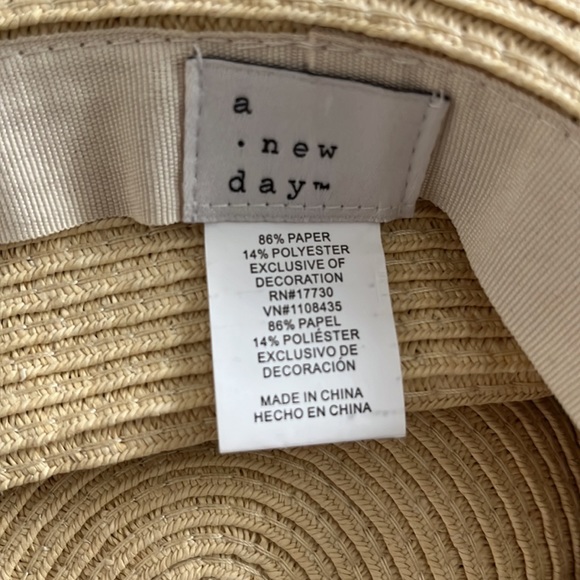 a
· new
day™
86% PAPER
14% POLYESTER
EXCLUSIVE OF
DECORATION
RN#17730
VN#1108435
86% PAPEL
14% POLIÉSTER
EXCLUSIVO DE
DECORACIÓN
MADE IN CHINA
HECHO EN CHINA